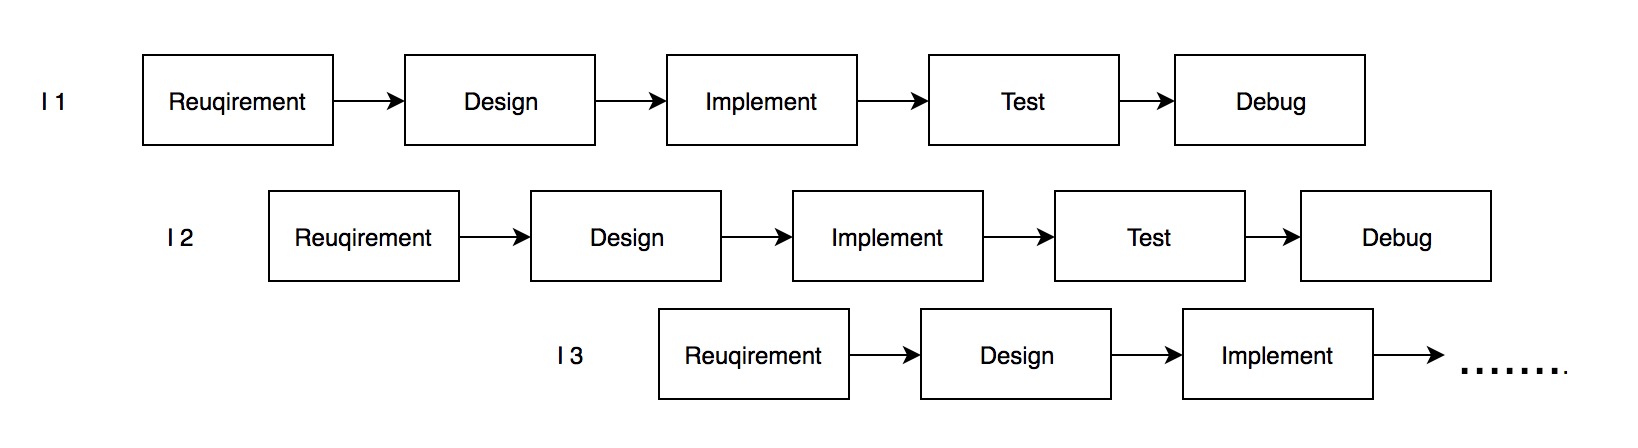 I 1 Reuqirement Design Implement Test Debug
I 2 Reuqirement Design Implement Test Debug
I 3 Reuqirement Design Implement ........